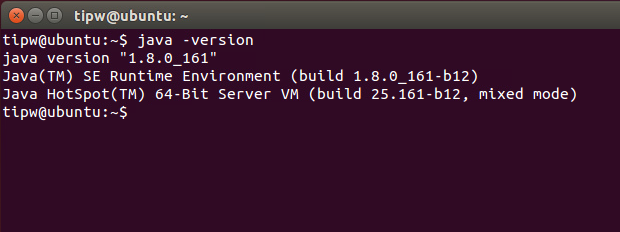 tipw@ubuntu: ~
tipw@ubuntu:~$ java -version
java version "1.8.0_161"
Java(TM) SE Runtime Environment (build 1.8.0_161-b12)
Java HotSpot(TM) 64-Bit Server VM (build 25.161-b12, mixed mode)
tipw@ubuntu:~$